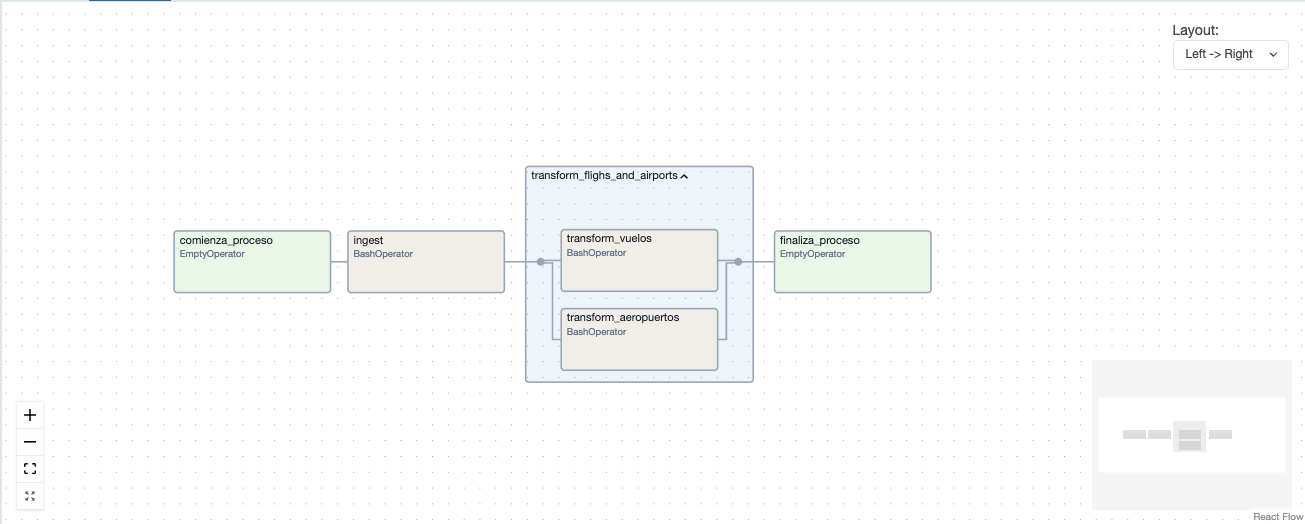 Layout:
Left -> Right
transform_flighs_and_airports
comienza_proceso
EmptyOperator
ingest
BashOperator
transform_vuelos
BashOperator
transform_aeropuertos
BashOperator
finaliza_proceso
EmptyOperator
React Flow